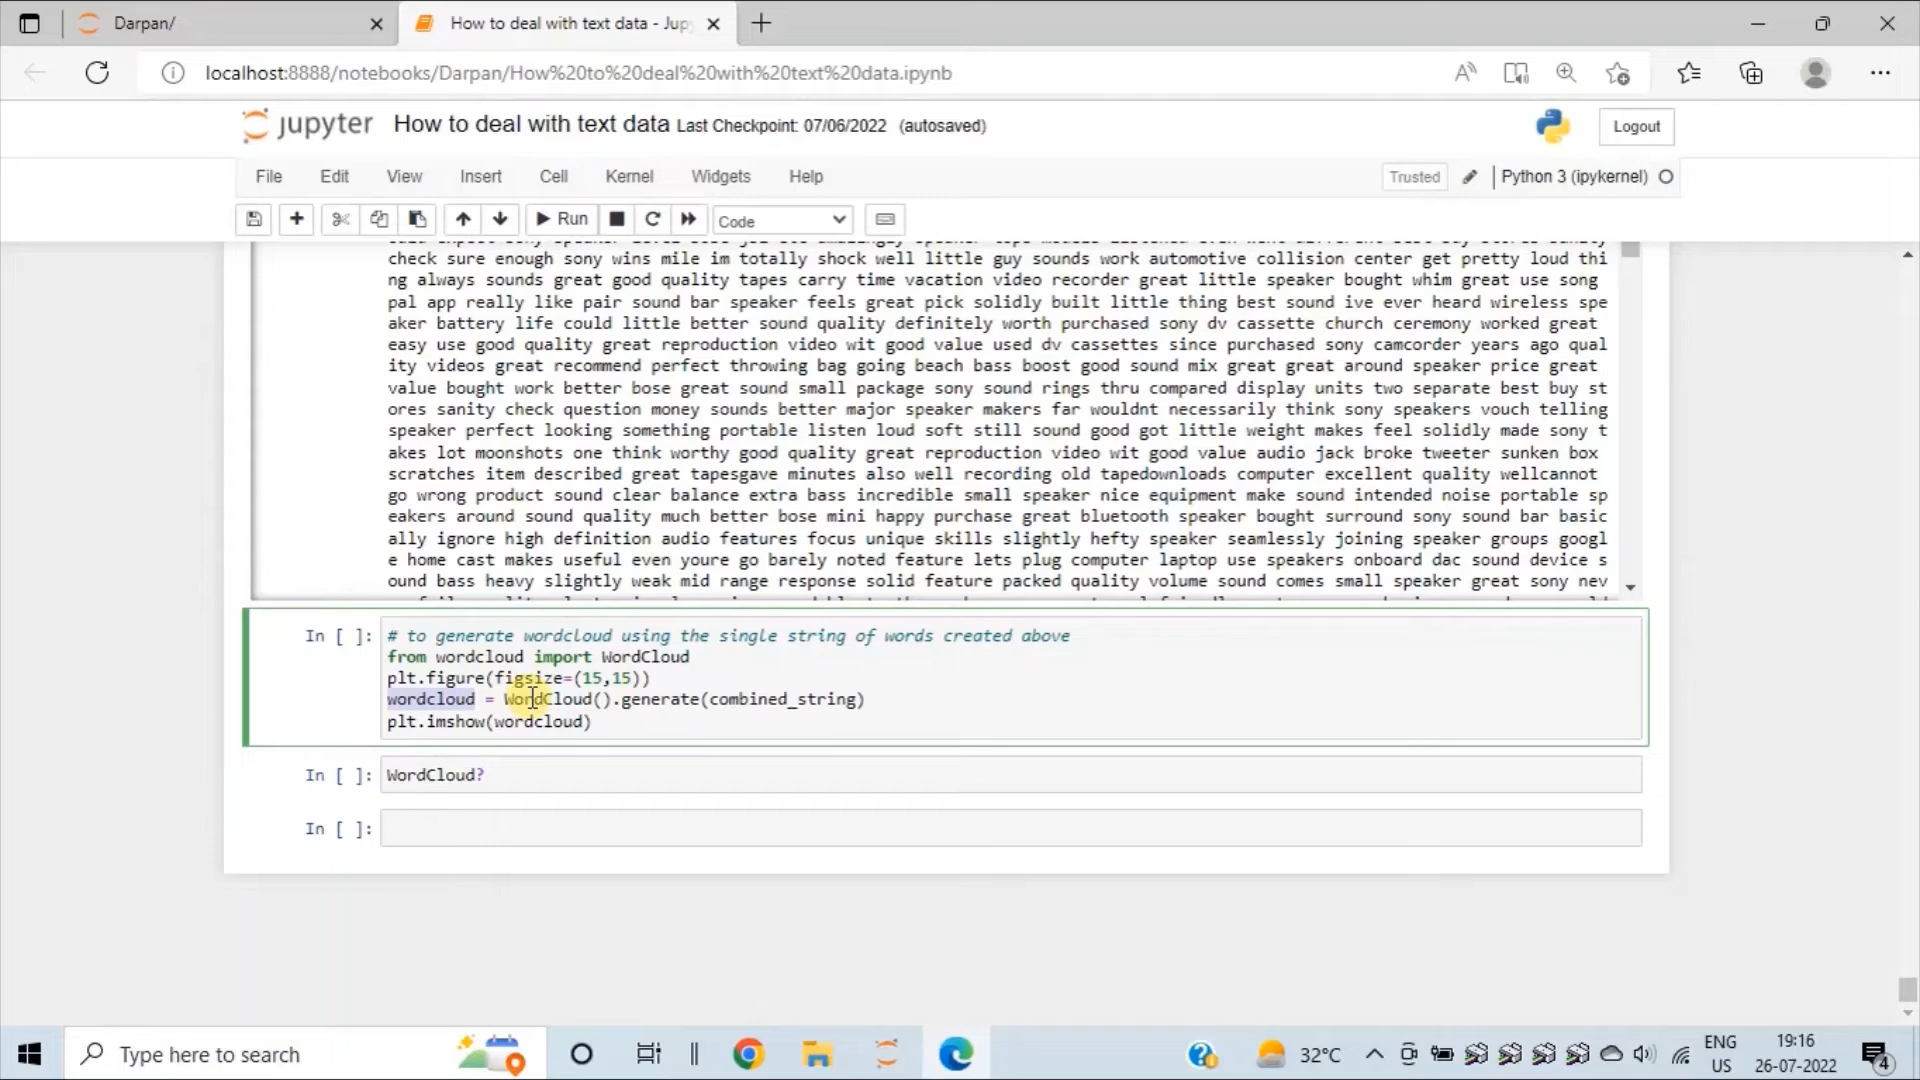 Darpan/
How to deal with text data - Jup
localhost:8888/notebooks/Darpan/How%20to%20deal%20with%20text%20data.ipynb
jupyter How to deal with text data Last Checkpoint: 07/06/2022 (autosaved)
Logout
File Edit View Insert Cell Kernel Widgets Help
Trusted Python 3 (ipykernel)
Run Code
check sure enough sony wins mile im totally shock well little guy sounds work automotive collision center get pretty loud thi
ng always sounds great good quality tapes carry time vacation video recorder great little speaker bought whim great use song
pal app really like pair sound bar speaker feels great pick solidly built little thing best sound ive ever heard wireless spe
aker battery life could little better sound quality definitely worth purchased sony dv cassette church ceremony worked great
easy use good quality great reproduction video wit good value used dv cassettes since purchased sony camcorder years ago qual
ity videos great recommend perfect throwing bag going beach bass boost good sound mix great great around speaker price great
value bought work better bose great sound small package sony sound rings thru compared display units two separate best buy st
ores sanity check question money sounds better major speaker makers far wouldnt necessarily think sony speakers vouch telling
speaker perfect looking something portable listen loud soft still sound good got little weight makes feel solidly made sony t
akes lot moonshots one think worthy good quality great reproduction video wit good value audio jack broke tweeter sunken box
scratches item described great tapesgave minutes also well recording old tapedownloads computer excellent quality wellcannot
go wrong product sound clear balance extra bass incredible small speaker nice equipment make sound intended noise portable sp
eakers around sound quality much better bose mini happy purchase great bluetooth speaker bought surround sony sound bar basic
ally ignore high definition audio features focus unique skills slightly hefty speaker seamlessly joining speaker groups googl
e home cast makes useful even youre go barely noted feature lets plug computer laptop use speakers onboard dac sound device s
ound bass heavy slightly weak mid range response solid feature packed quality volume sound comes small speaker great sony nev
In [ ]: # to generate wordcloud using the single string of words created above
from wordcloud import WordCloud
plt.figure(figsize=(15,15))
wordcloud = WordCloud().generate(combined_string)
plt.imshow(wordcloud)
In [ ]: WordCloud?
In [ ]:
Type here to search
32°C
ENG
US
19:16
26-07-2022
4